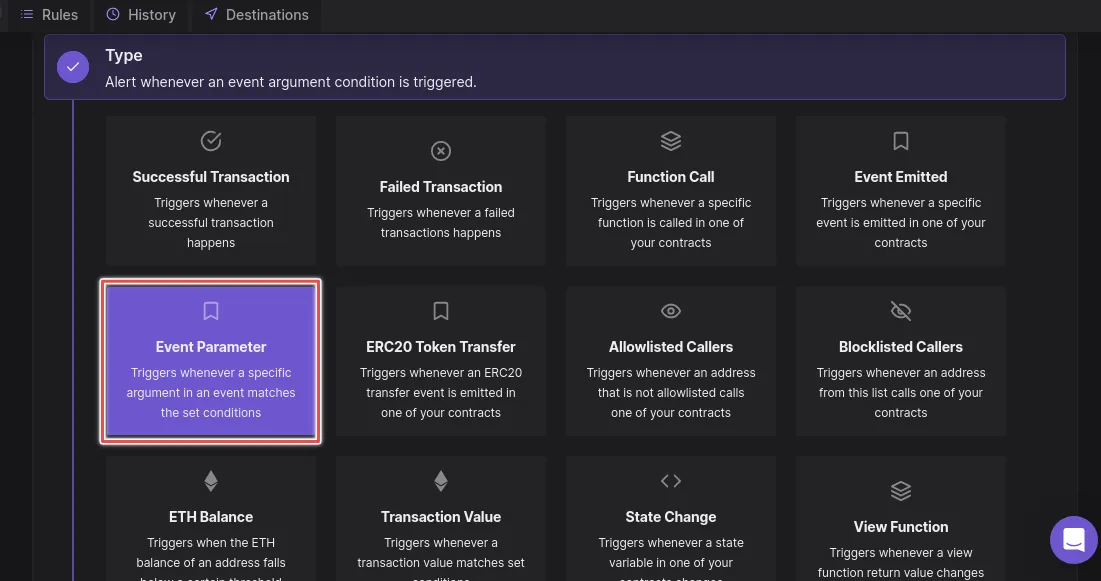 Rules
History
Destinations
Type
Alert whenever an event argument condition is triggered.
Successful Transaction
Triggers whenever a
successful transaction
happens
Failed Transaction
Triggers whenever a failed
transactions happens
Function Call
Triggers whenever a specific
function is called in one of
your contracts
Event Emitted
Triggers whenever a specific
event is emitted in one of your
contracts
Event Parameter
Triggers whenever a specific
argument in an event matches
the set conditions
ERC20 Token Transfer
Triggers whenever an ERC20
transfer event is emitted in
one of your contracts
Allowlisted Callers
Triggers whenever an address
that is not allowlisted calls
one of your contracts
Blocklisted Callers
Triggers whenever an address
from this list calls one of your
contracts
ETH Balance
Triggers when the ETH
balance of an address falls
below a certain threshold
Transaction Value
Triggers whenever a
transaction value matches set
conditions
State Change
Triggers whenever a state
variable in one of your
contracts changes
View Function
Triggers whenever a view
function return value changes